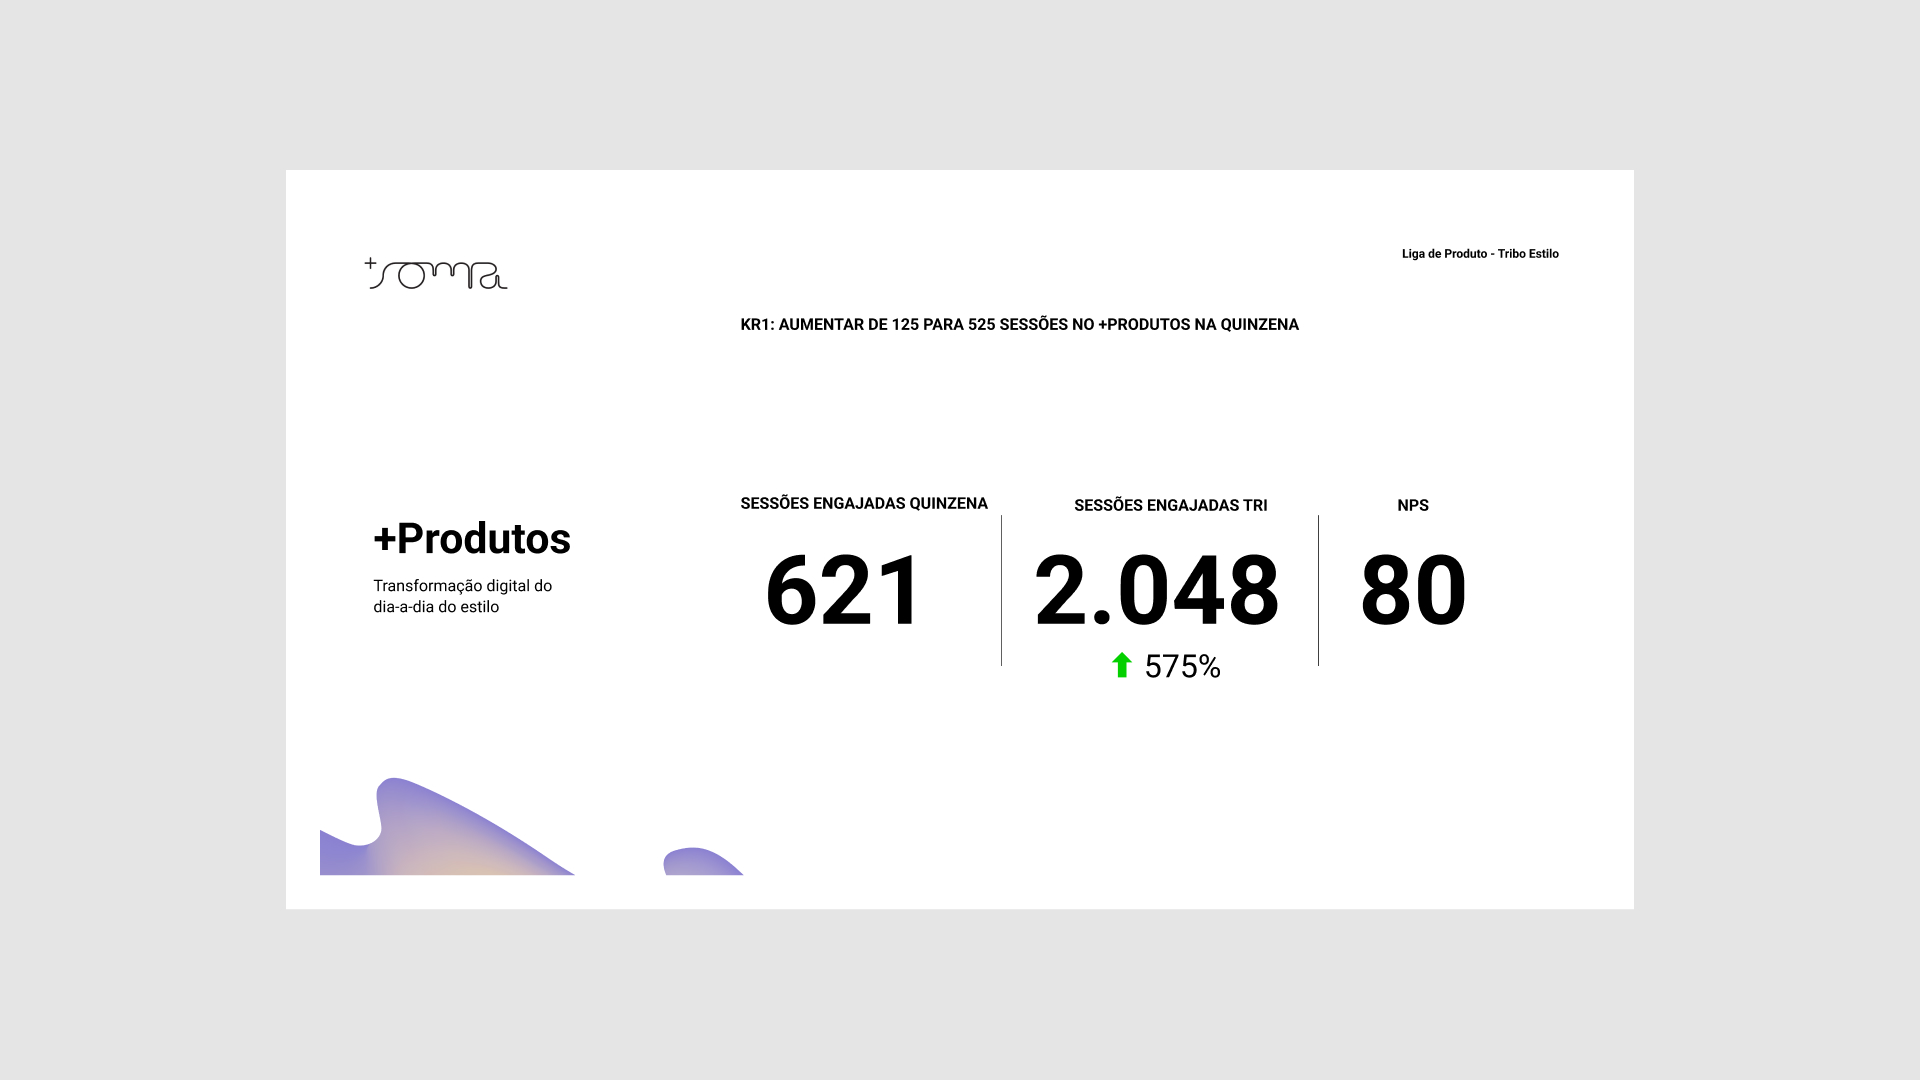 +soma
Liga de Produto - Tribo Estilo
KR1: AUMENTAR DE 125 PARA 525 SESSÕES NO +PRODUTOS NA QUINZENA
+Produtos
Transformação digital do
dia-a-dia do estilo
SESSÕES ENGAJADAS QUINZENA
621
SESSÕES ENGAJADAS TRI
2.048
575%
NPS
80